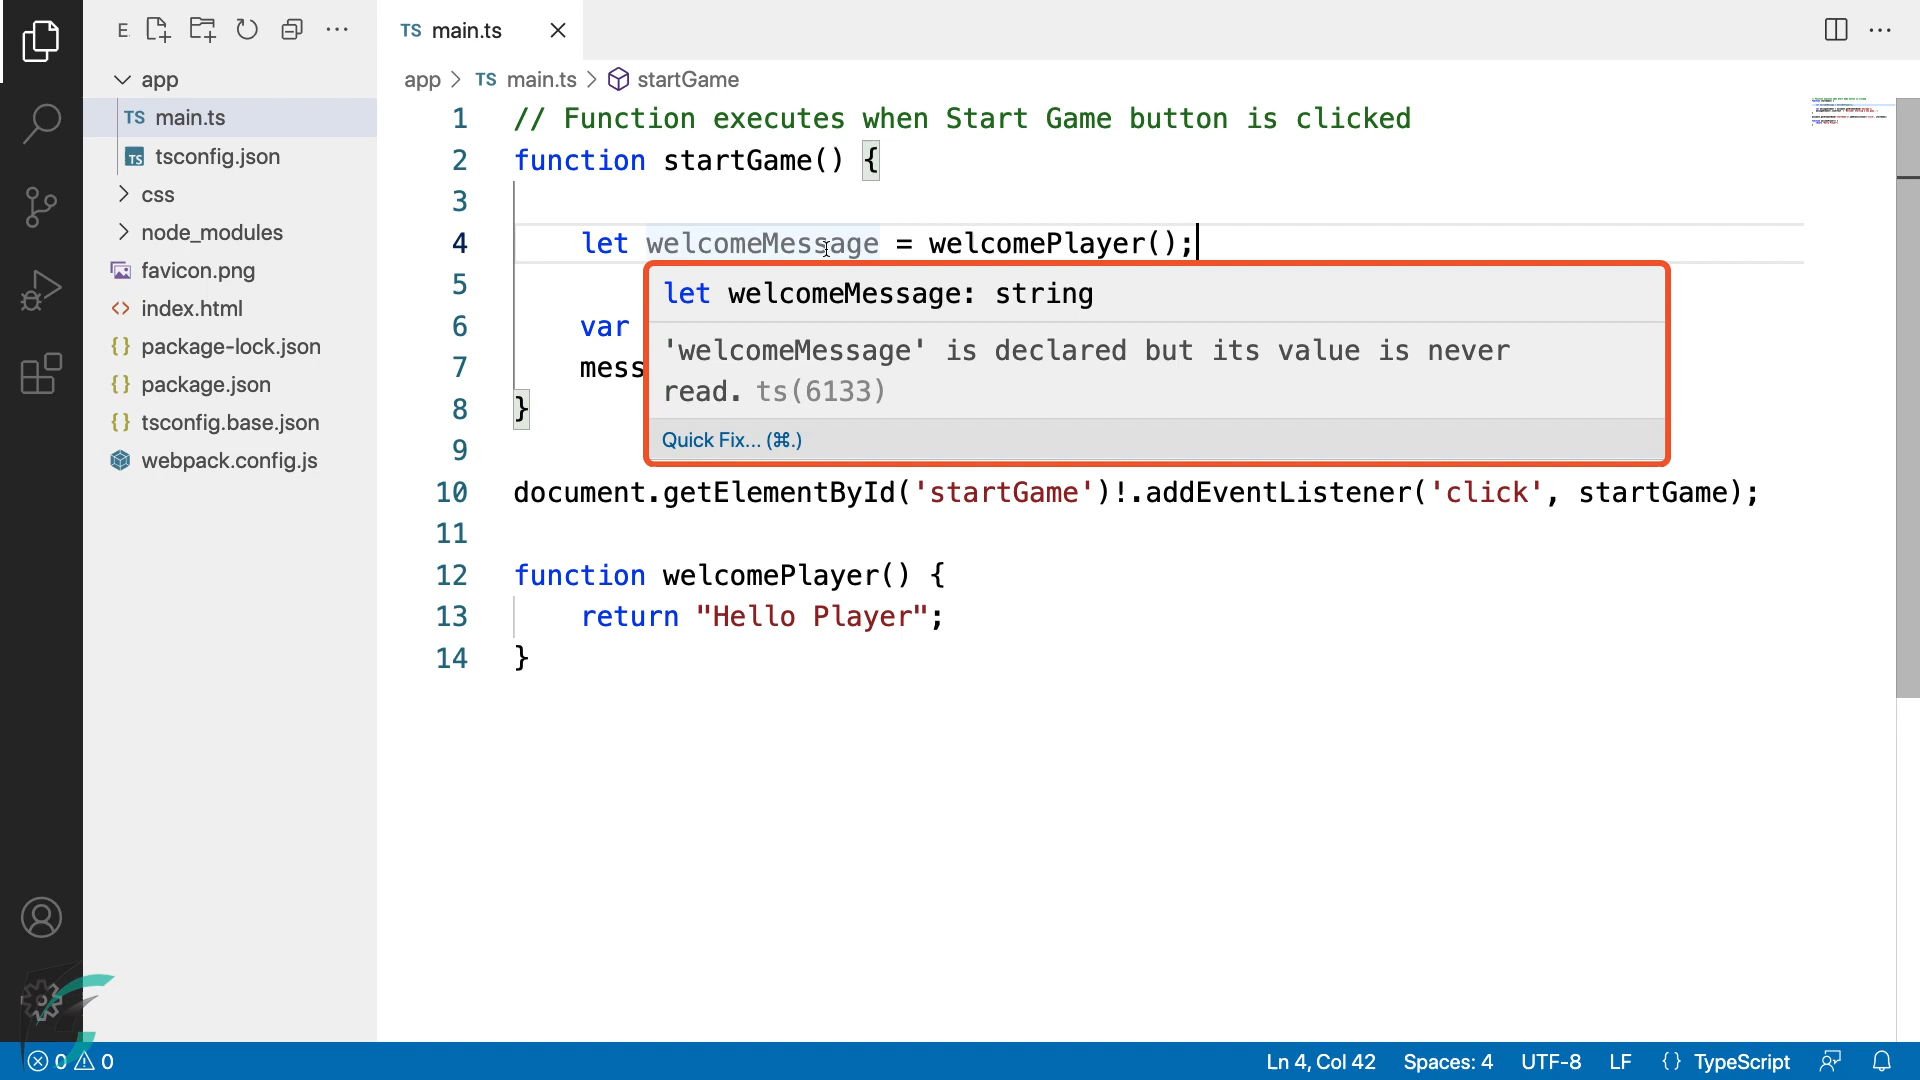 E
TS main.ts
app > TS main.ts > startGame
app
TS main.ts
TS tsconfig.json
css
node_modules
favicon.png
index.html
{} package-lock.json
{} package.json
{} tsconfig.base.json
webpack.config.js
1 // Function executes when Start Game button is clicked
2 function startGame() {
3
4 let welcomeMessage = welcomePlayer();
5
let welcomeMessage: string
6 var
'welcomeMessage' is declared but its value is never
7 mess
read. ts(6133)
8 }
Quick Fix... (⌘.)
9
10 document.getElementById('startGame')!.addEventListener('click', startGame);
11
12 function welcomePlayer() {
13 return "Hello Player";
14 }
0 0
Ln 4, Col 42 Spaces: 4 UTF-8 LF {} TypeScript